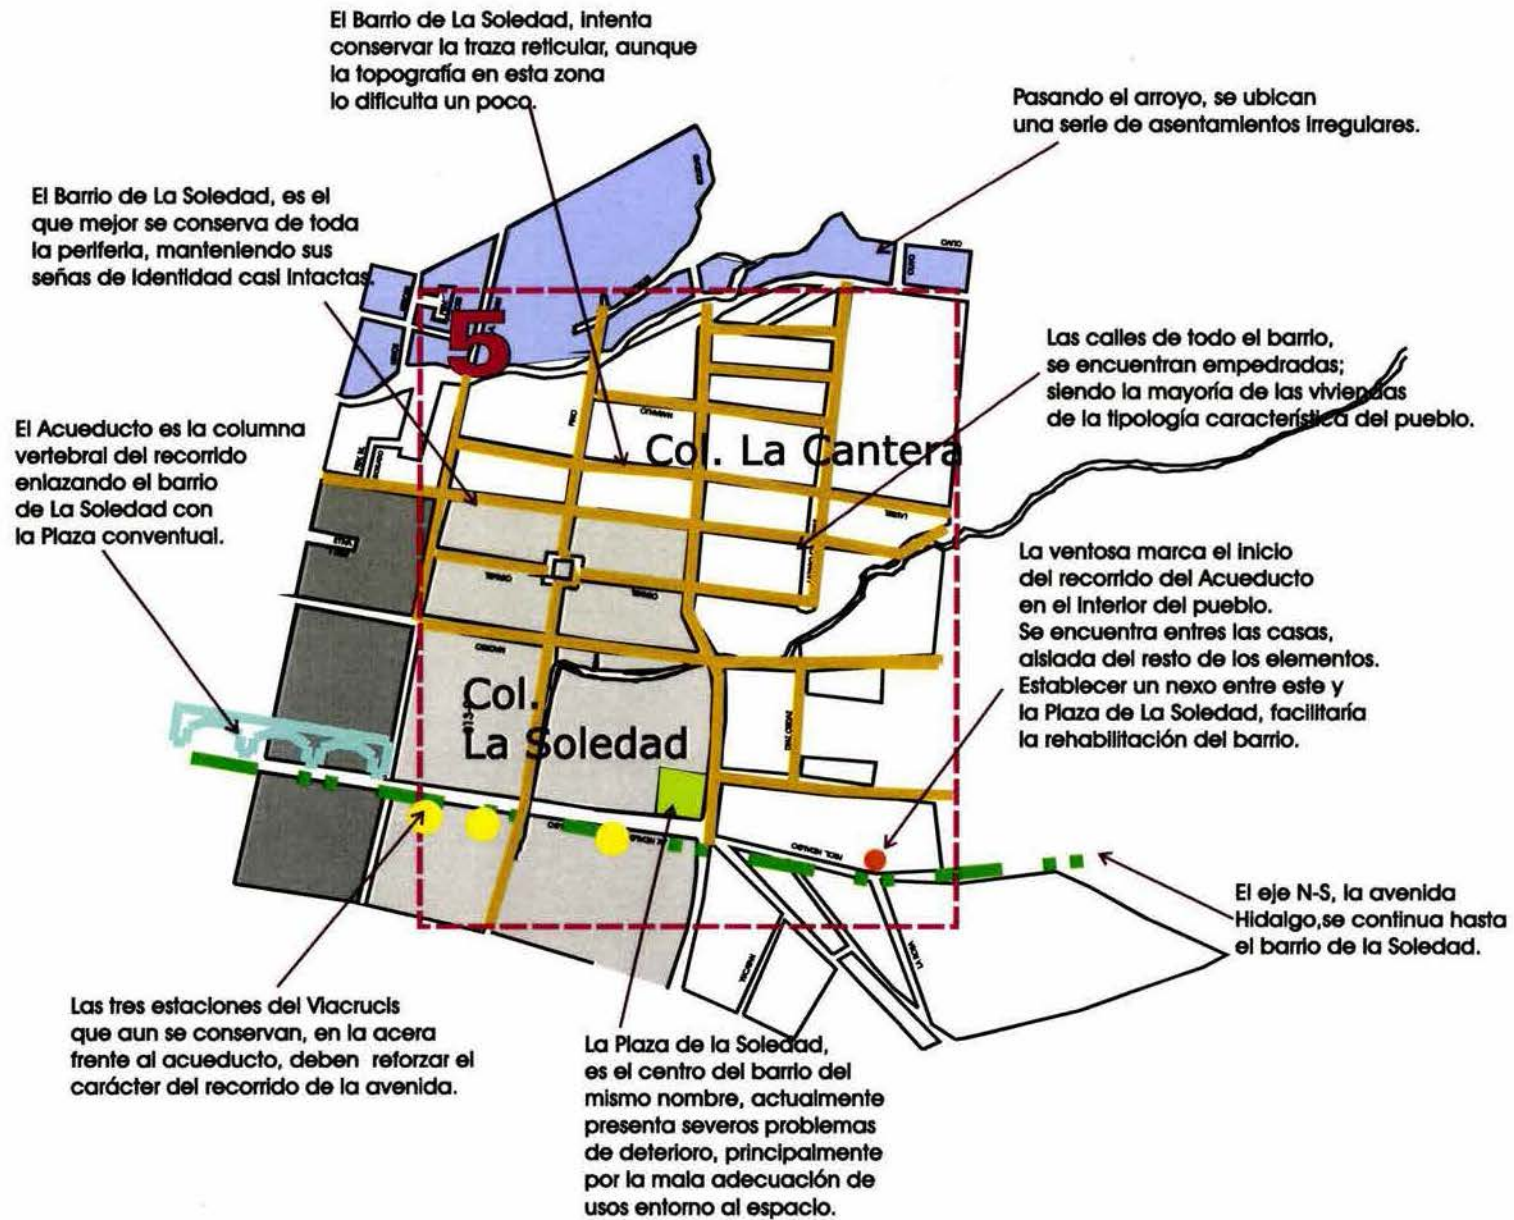 El Barrio de La Soledad, intenta
conservar la traza reticular, aunque
la topografía en esta zona
lo dificulta un poco.
Pasando el arroyo, se ubican
una serie de asentamientos irregulares.
El Barrio de La Soledad, es el
que mejor se conserva de toda
la periferia, manteniendo sus
señas de identidad casi intactas.
OLIVO
5
Las calles de todo el barrio,
se encuentran empedradas;
siendo la mayoría de las viviendas
de la tipología característica del pueblo.
El Acueducto es la columna
vertebral del recorrido
enlazando el barrio
de La Soledad con
la Plaza conventual.
PINO
NARANJO
Col. La Cantera
LAUREL
La ventosa marca el inicio
del recorrido del Acueducto
en el interior del pueblo.
Se encuentra entres las casas,
aislada del resto de los elementos.
Establecer un nexo entre este y
la Plaza de La Soledad, facilitaría
la rehabilitación del barrio.
Col.
La Soledad
PROL. HIDALGO
El eje N-S, la avenida
Hidalgo,se continua hasta
el barrio de la Soledad.
Las tres estaciones del Viacrucis
que aun se conservan, en la acera
frente al acueducto, deben reforzar el
carácter del recorrido de la avenida.
La Plaza de la Soledad,
es el centro del barrio del
mismo nombre, actualmente
presenta severos problemas
de deterioro, principalmente
por la mala adecuación de
usos entorno al espacio.